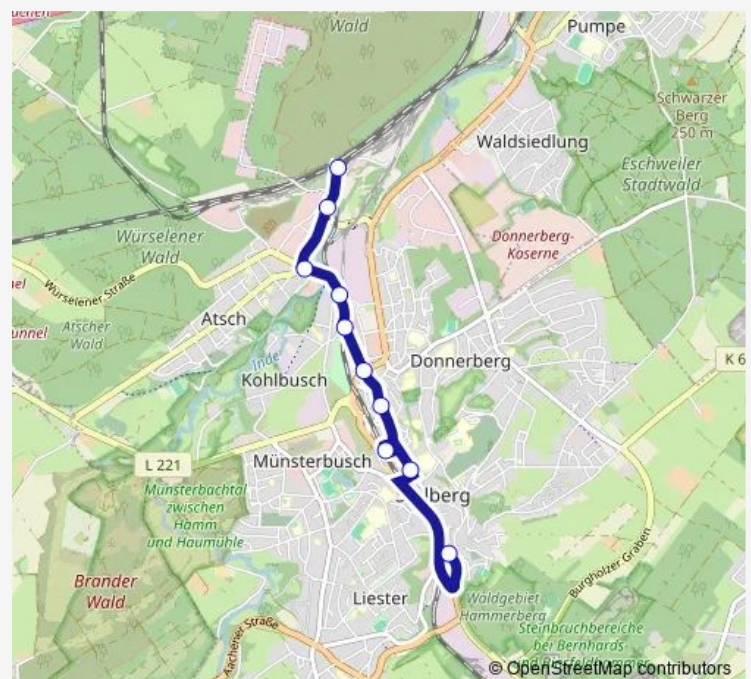 Wald
Pumpe
Schwarzer
Berg
250 m
Waldsiedlung
Eschweiler
Stadtwald
Würselener
Wald
Donnerberg-
Kaserne
Würselener Straße
Atsch
Atscher
Wald
Inde
Donnerberg
K 6
Kohlbusch
L 221
Münsterbusch
Münsterbachtal
zwischen
Hamm
und Haumühle
Burgholzer Graben
Brander
Wald
Liester
Waldgebiet
Hammerberg
Aachener Straße
Steinbruchbereiche
bei Bernhards-
© OpenStreetMap contributors